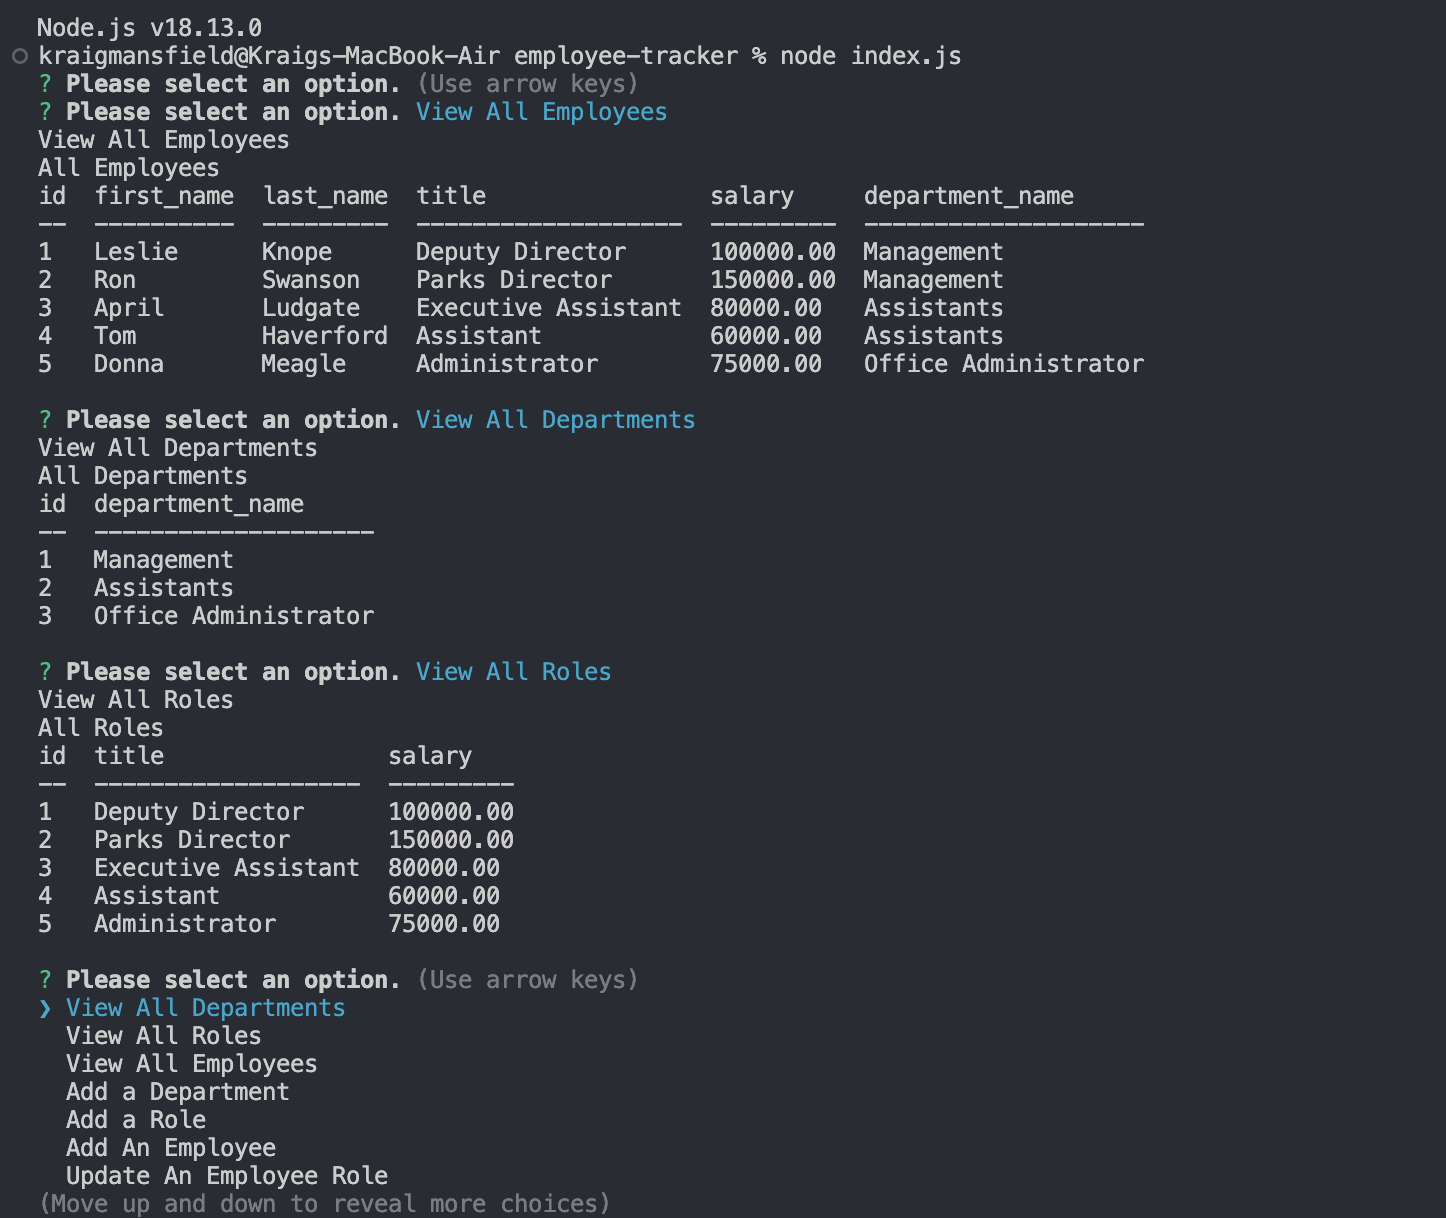 Node.js v18.13.0
kraigmansfield@Kraigs-MacBook-Air employee-tracker % node index.js
? Please select an option. (Use arrow keys)
? Please select an option. View All Employees
View All Employees
All Employees
id  first_name  last_name  title                salary     department_name
--  ----------  ---------  -------------------  ---------  --------------------
1   Leslie      Knope      Deputy Director      100000.00  Management
2   Ron         Swanson    Parks Director       150000.00  Management
3   April       Ludgate    Executive Assistant  80000.00   Assistants
4   Tom         Haverford  Assistant            60000.00   Assistants
5   Donna       Meagle     Administrator        75000.00   Office Administrator

? Please select an option. View All Departments
View All Departments
All Departments
id  department_name
--  --------------------
1   Management
2   Assistants
3   Office Administrator

? Please select an option. View All Roles
View All Roles
All Roles
id  title                salary
--  -------------------  ---------
1   Deputy Director      100000.00
2   Parks Director       150000.00
3   Executive Assistant  80000.00
4   Assistant            60000.00
5   Administrator        75000.00

? Please select an option. (Use arrow keys)
❯ View All Departments
  View All Roles
  View All Employees
  Add a Department
  Add a Role
  Add An Employee
  Update An Employee Role
(Move up and down to reveal more choices)